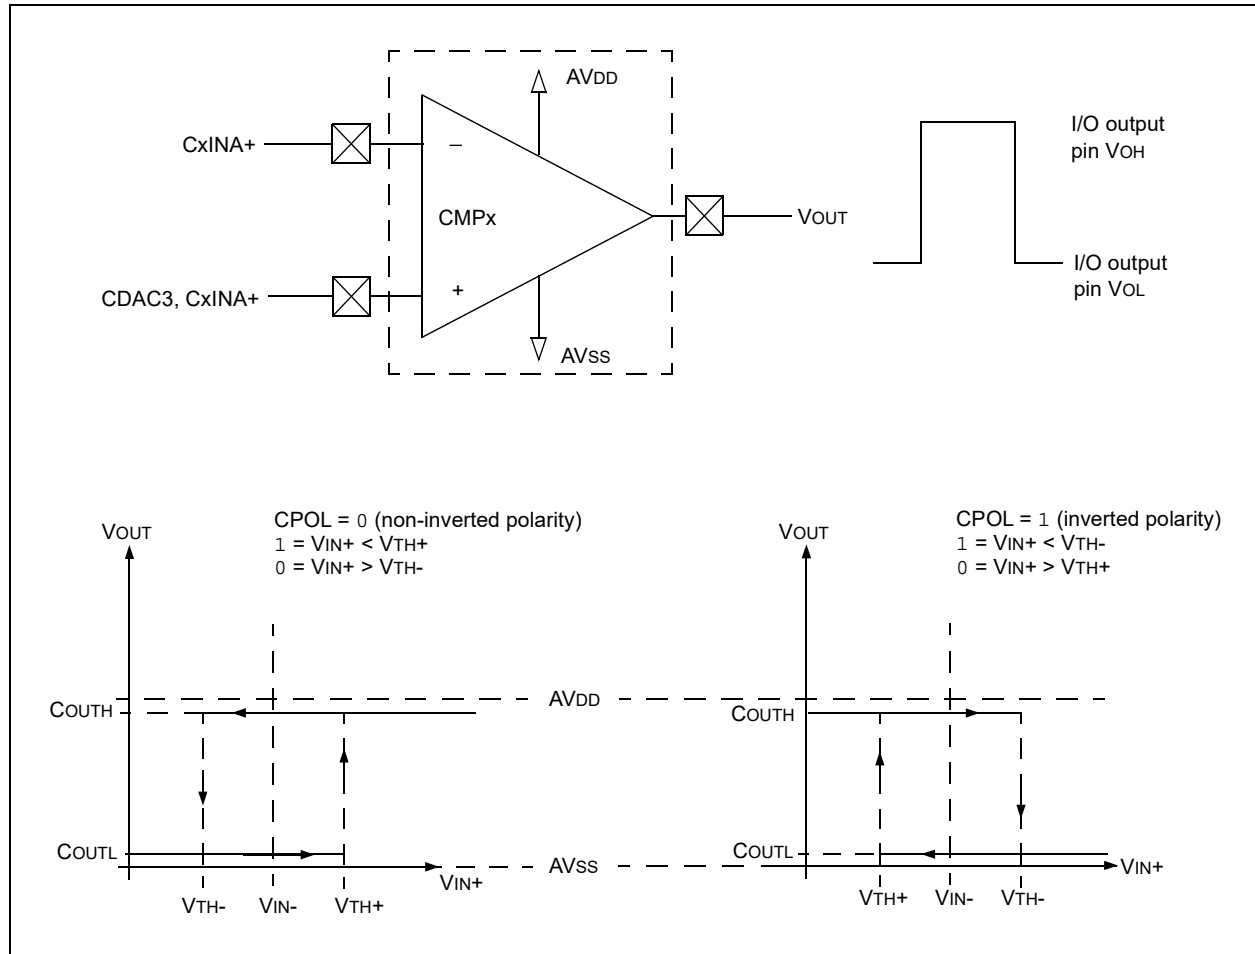 AVDD
CxINA+
–
CMPx
VOUT
CDAC3, CxINA+
+
AVSS
I/O output
pin VOH
I/O output
pin VOL
CPOL = 0 (non-inverted polarity)
1 = VIN+ < VTH+
0 = VIN+ > VTH-
VOUT
COUTH
COUTL
VIN+
VTH-
VIN-
VTH+
AVDD
AVSS
CPOL = 1 (inverted polarity)
1 = VIN+ < VTH-
0 = VIN+ > VTH+
VOUT
COUTH
COUTL
VIN+
VTH+
VIN-
VTH-